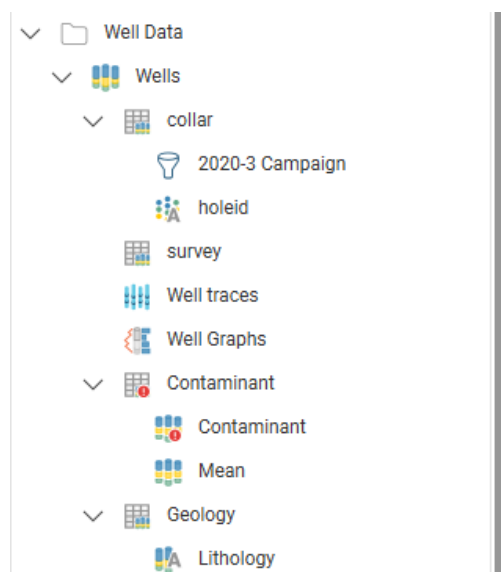 Well Data
Wells
collar
2020-3 Campaign
holeid
survey
Well traces
Well Graphs
Contaminant
Contaminant
Mean
Geology
Lithology